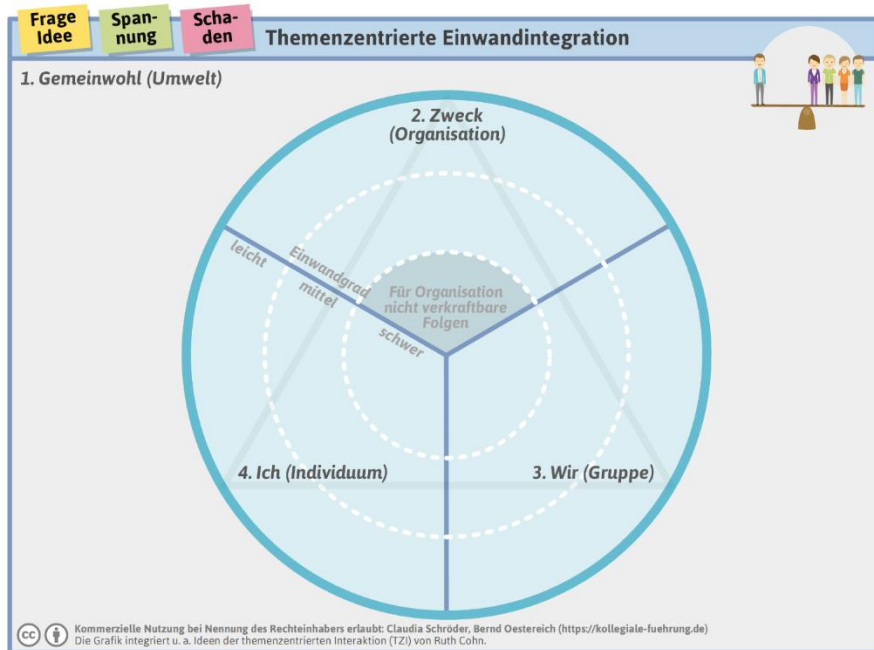 Frage
Idee
Span-
nung
Scha-
den
Themenzentrierte Einwandintegration
1. Gemeinwohl (Umwelt)
2. Zweck
(Organisation)
leicht
Einwandgrad
mittel
schwer
Für Organisation
nicht verkraftbare
Folgen
4. Ich (Individuum)
3. Wir (Gruppe)
cc
Kommerzielle Nutzung bei Nennung des Rechteinhabers erlaubt: Claudia Schröder, Bernd Oestereich (https://kollegiale-fuehrung.de)
Die Grafik integriert u. a. Ideen der themenzentrierten Interaktion (TZI) von Ruth Cohn.